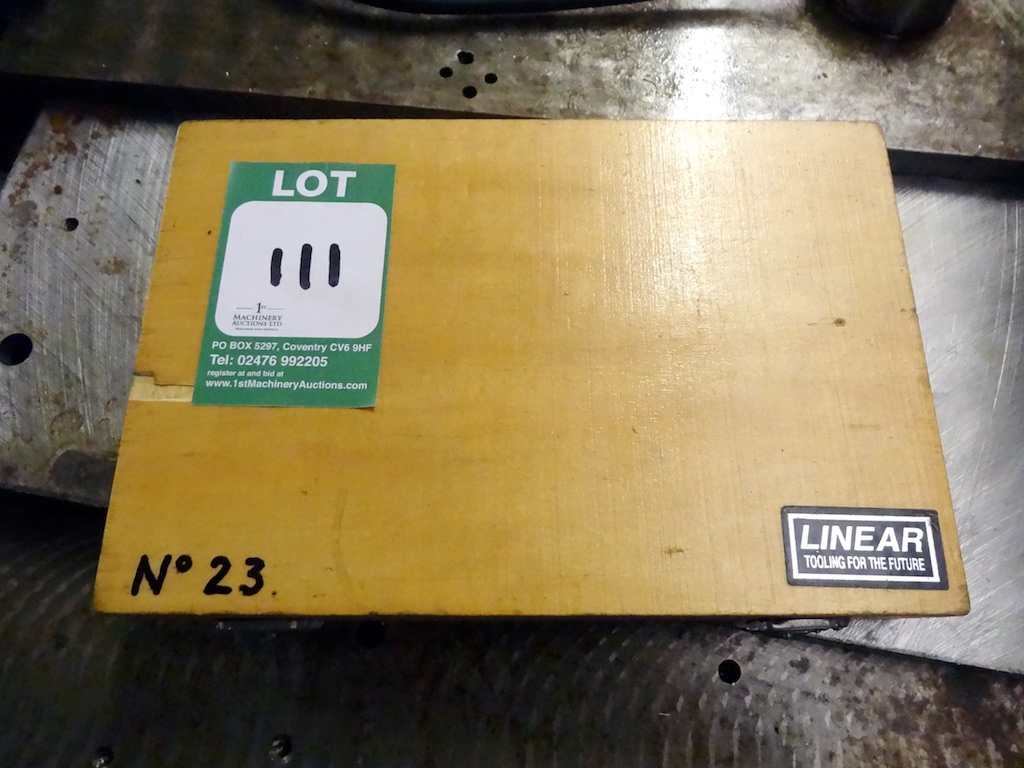 LOT
111
1ST
MACHINERY
AUCTIONS LTD
PO BOX 5297, Coventry CV6 9HF
Tel: 02476 992205
register at and bid at
www.1stMachineryAuctions.com
Nº 23.
LINEAR
TOOLING FOR THE FUTURE